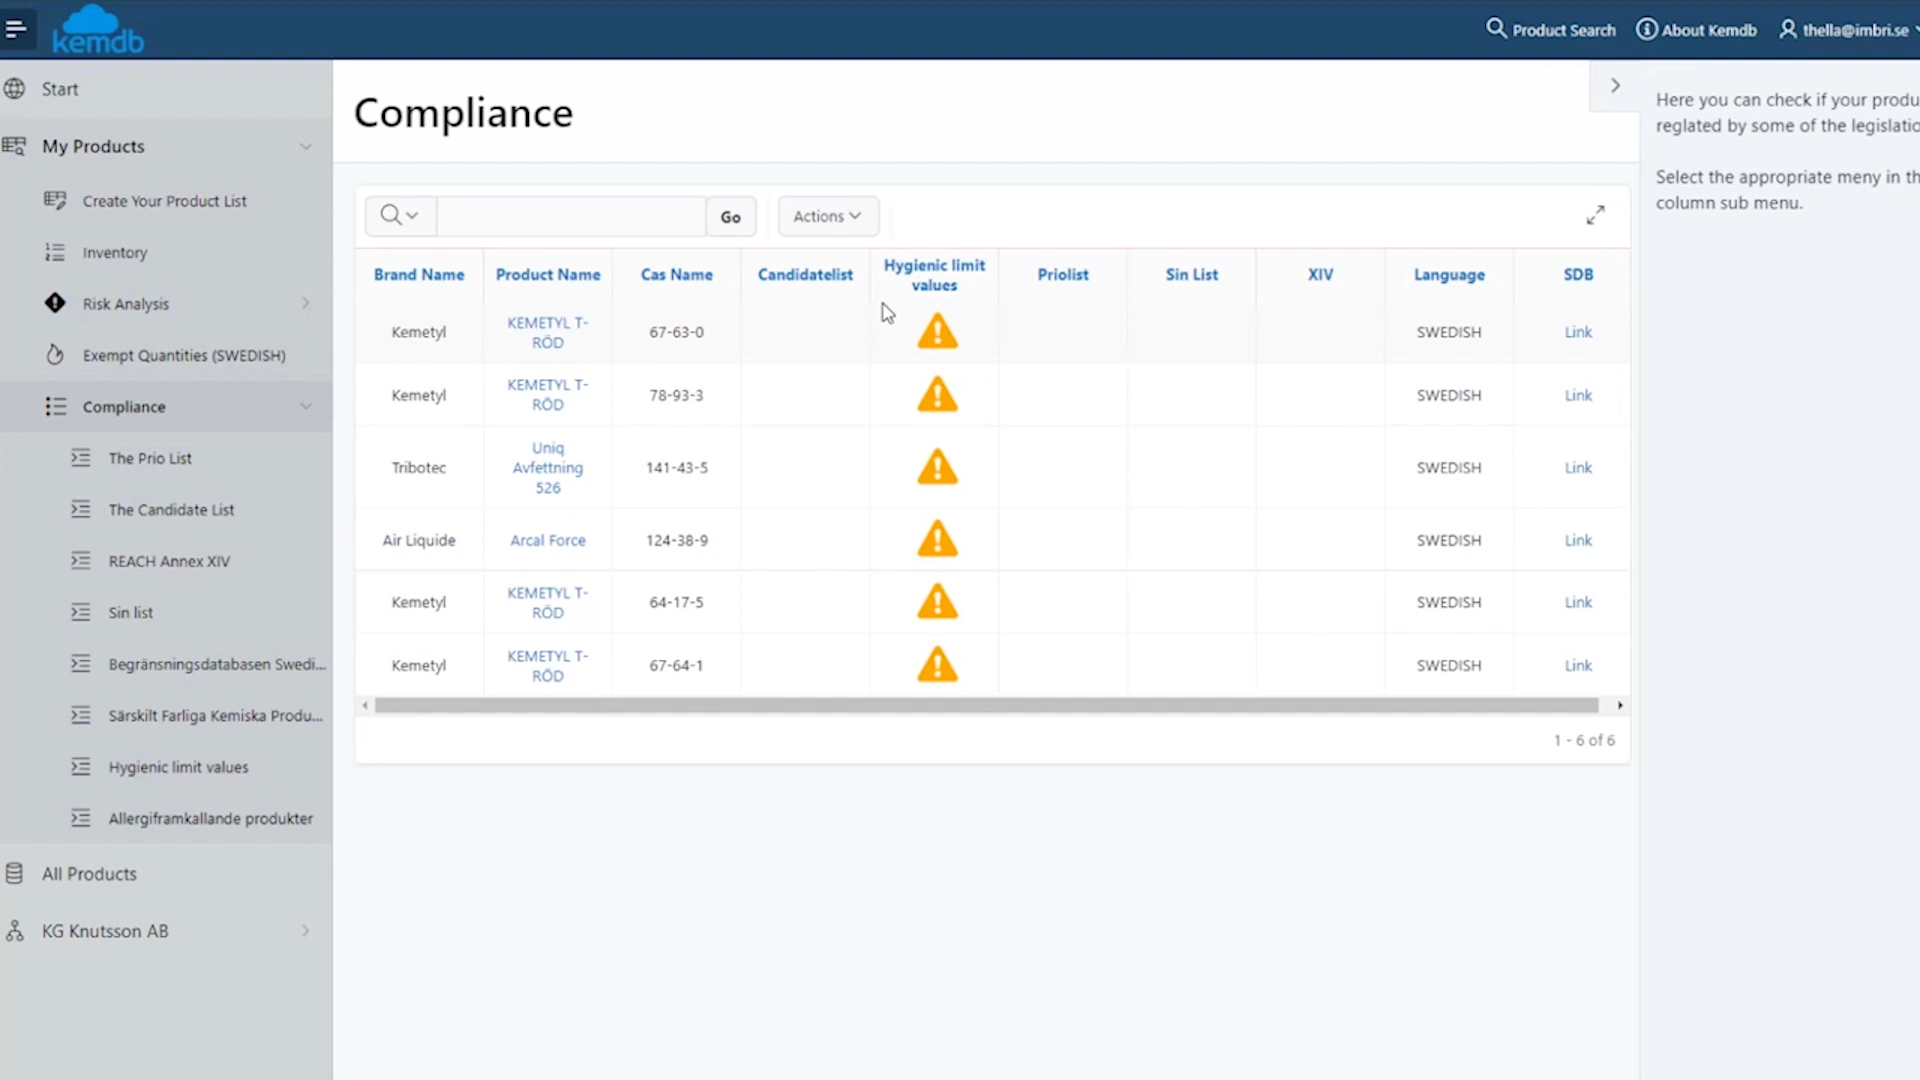 kemdb
Product Search
About Kemdb
thella@imbri.se
Start
My Products
Create Your Product List
Inventory
Risk Analysis
Exempt Quantities (SWEDISH)
Compliance
The Prio List
The Candidate List
REACH Annex XIV
Sin list
Begränsningsdatabasen Swedi...
Särskilt Farliga Kemiska Produ...
Hygienic limit values
Allergiframkallande produkter
All Products
KG Knutsson AB
Compliance
Go
Actions
Brand Name Product Name Cas Name Candidatelist Hygienic limit values Priolist Sin List XIV Language SDB
Kemetyl KEMETYL T-RÖD 67-63-0 SWEDISH Link
Kemetyl KEMETYL T-RÖD 78-93-3 SWEDISH Link
Tribotec Uniq Avfettning 526 141-43-5 SWEDISH Link
Air Liquide Arcal Force 124-38-9 SWEDISH Link
Kemetyl KEMETYL T-RÖD 64-17-5 SWEDISH Link
Kemetyl KEMETYL T-RÖD 67-64-1 SWEDISH Link
1 - 6 of 6
Here you can check if your produ
reglated by some of the legislatio
Select the appropriate meny in th
column sub menu.